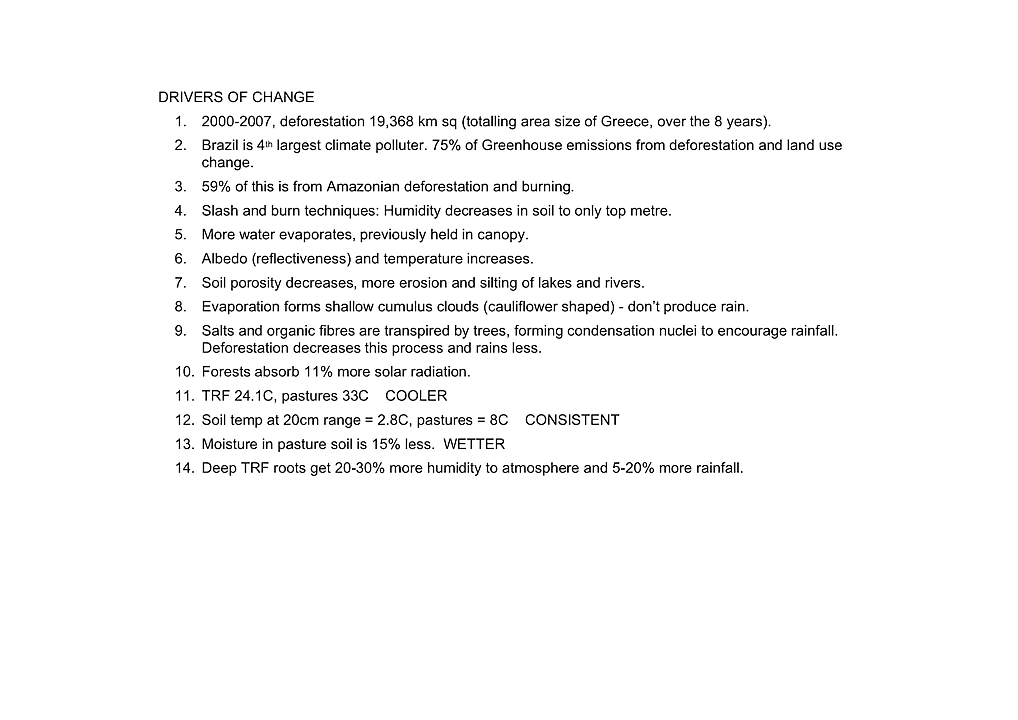 DRIVERS OF CHANGE
1. 2000-2007, deforestation 19,368 km sq (totalling area size of Greece, over the 8 years).
2. Brazil is 4th largest climate polluter. 75% of Greenhouse emissions from deforestation and land use
change.
3. 59% of this is from Amazonian deforestation and burning.
4. Slash and burn techniques: Humidity decreases in soil to only top metre.
5. More water evaporates, previously held in canopy.
6. Albedo (reflectiveness) and temperature increases.
7. Soil porosity decreases, more erosion and silting of lakes and rivers.
8. Evaporation forms shallow cumulus clouds (cauliflower shaped) - don’t produce rain.
9. Salts and organic fibres are transpired by trees, forming condensation nuclei to encourage rainfall.
Deforestation decreases this process and rains less.
10. Forests absorb 11% more solar radiation.
11. TRF 24.1C, pastures 33C COOLER
12. Soil temp at 20cm range = 2.8C, pastures = 8C CONSISTENT
13. Moisture in pasture soil is 15% less. WETTER
14. Deep TRF roots get 20-30% more humidity to atmosphere and 5-20% more rainfall.